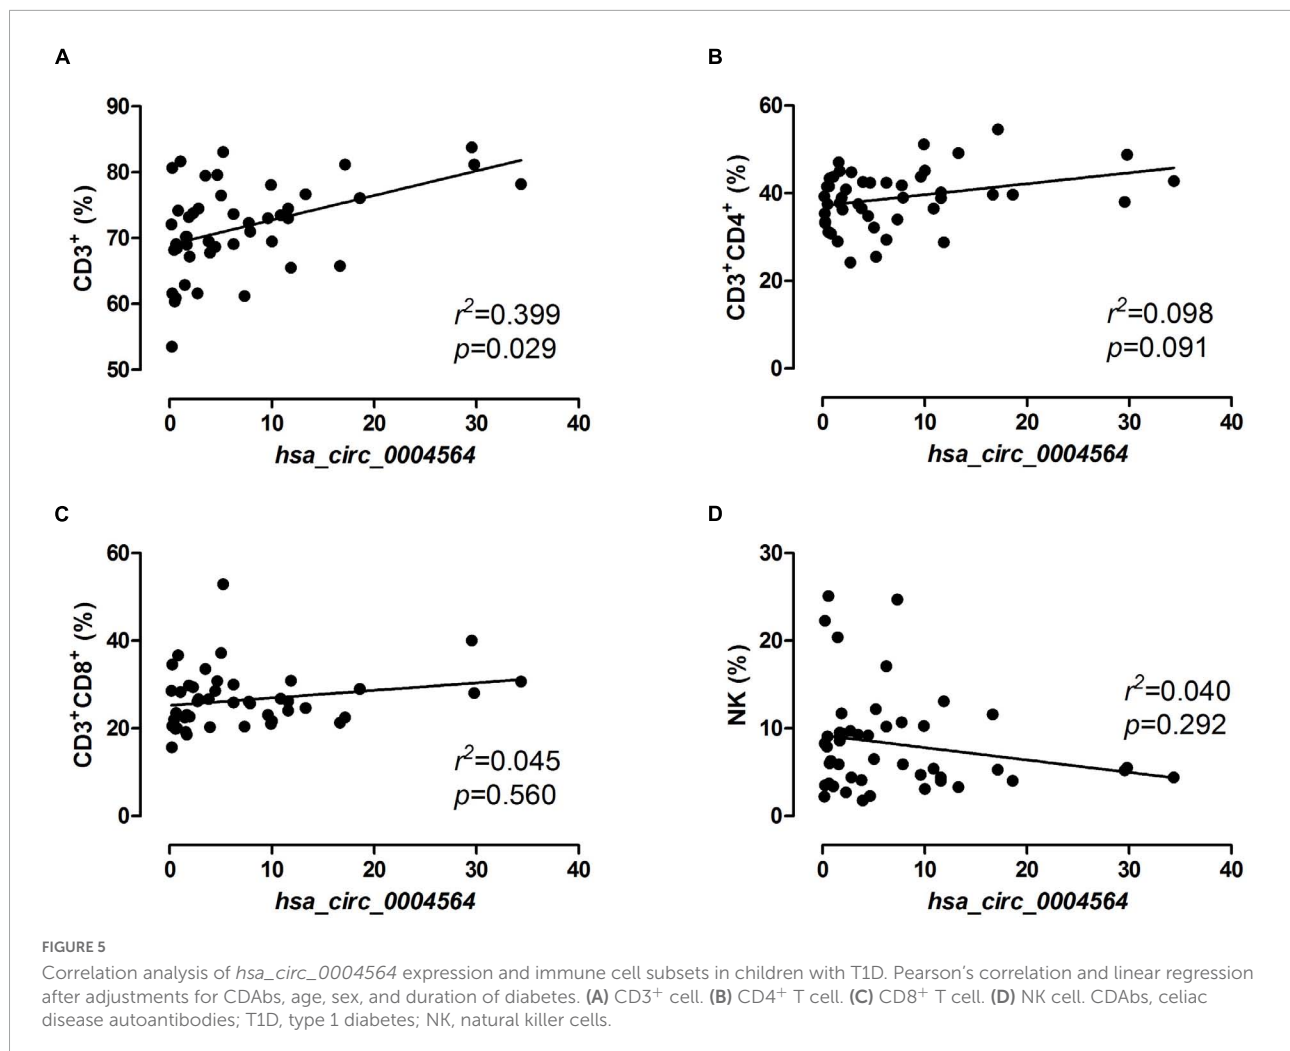 A
90
80
70
60
50
CD3⁺ (%)
r²=0.399
p=0.029
0 10 20 30 40
hsa_circ_0004564
B
60
40
20
0
CD3⁺CD4⁺ (%)
r²=0.098
p=0.091
0 10 20 30 40
hsa_circ_0004564
C
60
40
20
0
CD3⁺CD8⁺ (%)
r²=0.045
p=0.560
0 10 20 30 40
hsa_circ_0004564
D
30
20
10
0
NK (%)
r²=0.040
p=0.292
0 10 20 30 40
hsa_circ_0004564
FIGURE 5
Correlation analysis of hsa_circ_0004564 expression and immune cell subsets in children with T1D. Pearson’s correlation and linear regression
after adjustments for CDAbs, age, sex, and duration of diabetes. (A) CD3⁺ cell. (B) CD4⁺ T cell. (C) CD8⁺ T cell. (D) NK cell. CDAbs, celiac
disease autoantibodies; T1D, type 1 diabetes; NK, natural killer cells.